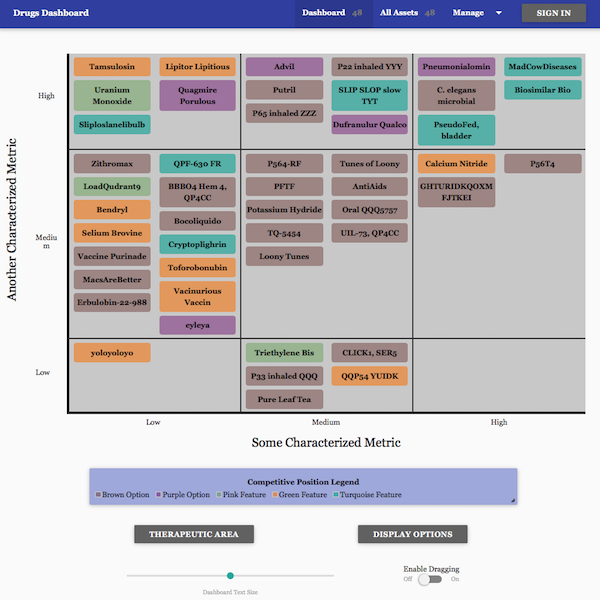 Drugs Dashboard
Dashboard 48
All Assets 48
Manage
SIGN IN
Another Characterized Metric
High
Tamsulosin
Lipitor Lipitious
Uranium
Monoxide
Quagmire
Porulous
Sliploslanelibulb
Advil
P22 inhaled YYY
Putril
SLIP SLOP slow
TYT
P65 inhaled ZZZ
Dufranulur Qualco
Pneumonialomin
MadCowDiseases
C. elegans
microbial
Biosimilar Bio
PseudoFed,
bladder
Mediu
m
Zithromax
QPF-630 FR
LoadQudrant9
BBBO4 Hem 4,
QP4CC
Bendryl
Bocoliquido
Selium Brovine
Cryptoplighrin
Vaccine Purinade
Toforobonubin
MacsAreBetter
Vacinurious
Vaccin
Erbulobin-22-988
cyleya
P564-RF
Tunes of Loony
PFTF
AntiAids
Potassium Hydride
Oral QQQ5757
TQ-5454
UIL-73, QP4CC
Loony Tunes
Calcium Nitride
P56T4
GHTURIDKQOXM
FJTKEI
Low
yoloyoloyo
Triethylene Bis
CLICK1, SER5
P33 inhaled QQQ
QQP54 YUIDK
Pure Leaf Tea
Low
Medium
High
Some Characterized Metric
Competitive Position Legend
Brown Option
Purple Option
Pink Feature
Green Feature
Turquoise Feature
THERAPEUTIC AREA
DISPLAY OPTIONS
Dashboard Text Size
Enable Dragging
Off
On